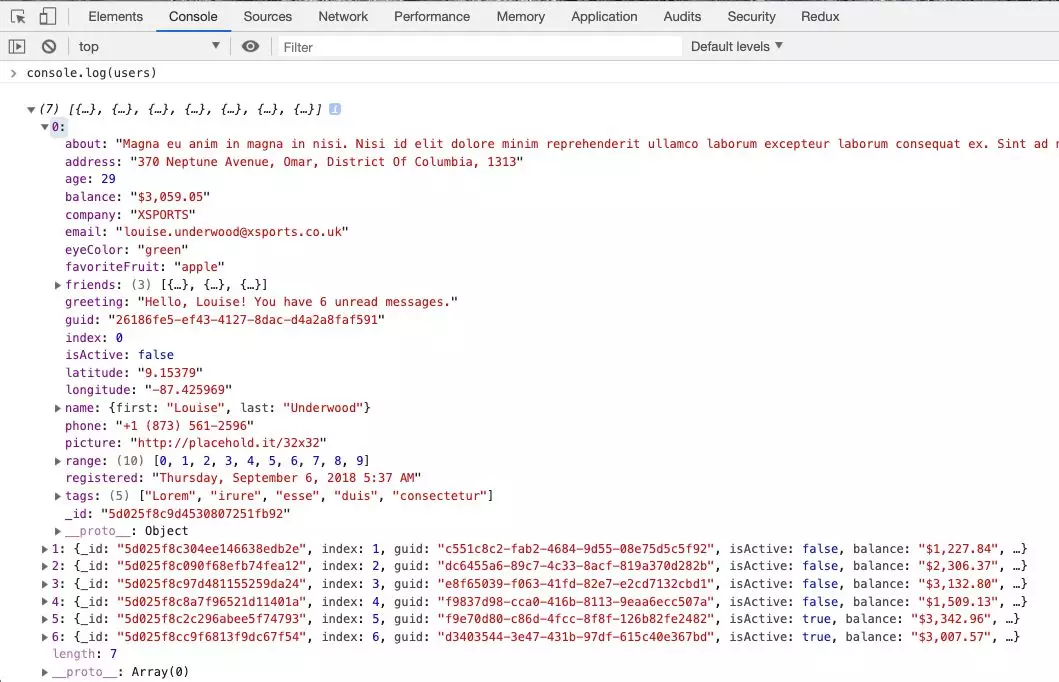 Elements Console Sources Network Performance Memory Application Audits Security Redux
top Filter Default levels
console.log(users)
(7) [{…}, {…}, {…}, {…}, {…}, {…}, {…}]
0:
about: "Magna eu anim in magna in nisi. Nisi id elit dolore minim reprehenderit ullamco laborum excepteur laborum consequat ex. Sint ad
address: "370 Neptune Avenue, Omar, District Of Columbia, 1313"
age: 29
balance: "$3,059.05"
company: "XSPORTS"
email: "louise.underwood@xsports.co.uk"
eyeColor: "green"
favoriteFruit: "apple"
friends: (3) [{…}, {…}, {…}]
greeting: "Hello, Louise! You have 6 unread messages."
guid: "26186fe5-ef43-4127-8dac-d4a2a8faf591"
index: 0
isActive: false
latitude: "9.15379"
longitude: "-87.425969"
name: {first: "Louise", last: "Underwood"}
phone: "+1 (873) 561-2596"
picture: "http://placehold.it/32x32"
range: (10) [0, 1, 2, 3, 4, 5, 6, 7, 8, 9]
registered: "Thursday, September 6, 2018 5:37 AM"
tags: (5) ["Lorem", "irure", "esse", "duis", "consectetur"]
_id: "5d025f8c9d4530807251fb92"
__proto__: Object
1: {_id: "5d025f8c304ee146638edb2e", index: 1, guid: "c551c8c2-fab2-4684-9d55-08e75d5c5f92", isActive: false, balance: "$1,227.84", …}
2: {_id: "5d025f8c090f68efb74fea12", index: 2, guid: "dc6455a6-89c7-4c33-8acf-819a370d282b", isActive: false, balance: "$2,306.37", …}
3: {_id: "5d025f8c97d481155259da24", index: 3, guid: "e8f65039-f063-41fd-82e7-e2cd7132cbd1", isActive: false, balance: "$3,132.80", …}
4: {_id: "5d025f8c8a7f96521d11401a", index: 4, guid: "f9837d98-cca0-416b-8113-9eaa6ecc507a", isActive: false, balance: "$1,509.13", …}
5: {_id: "5d025f8c2c296abee5f74793", index: 5, guid: "f9e70d80-c86d-4fcc-8f8f-126b82fe2482", isActive: true, balance: "$3,342.96", …}
6: {_id: "5d025f8cc9f6813f9dc67f54", index: 6, guid: "d3403544-3e47-431b-97df-615c40e367bd", isActive: true, balance: "$3,007.57", …}
length: 7
__proto__: Array(0)